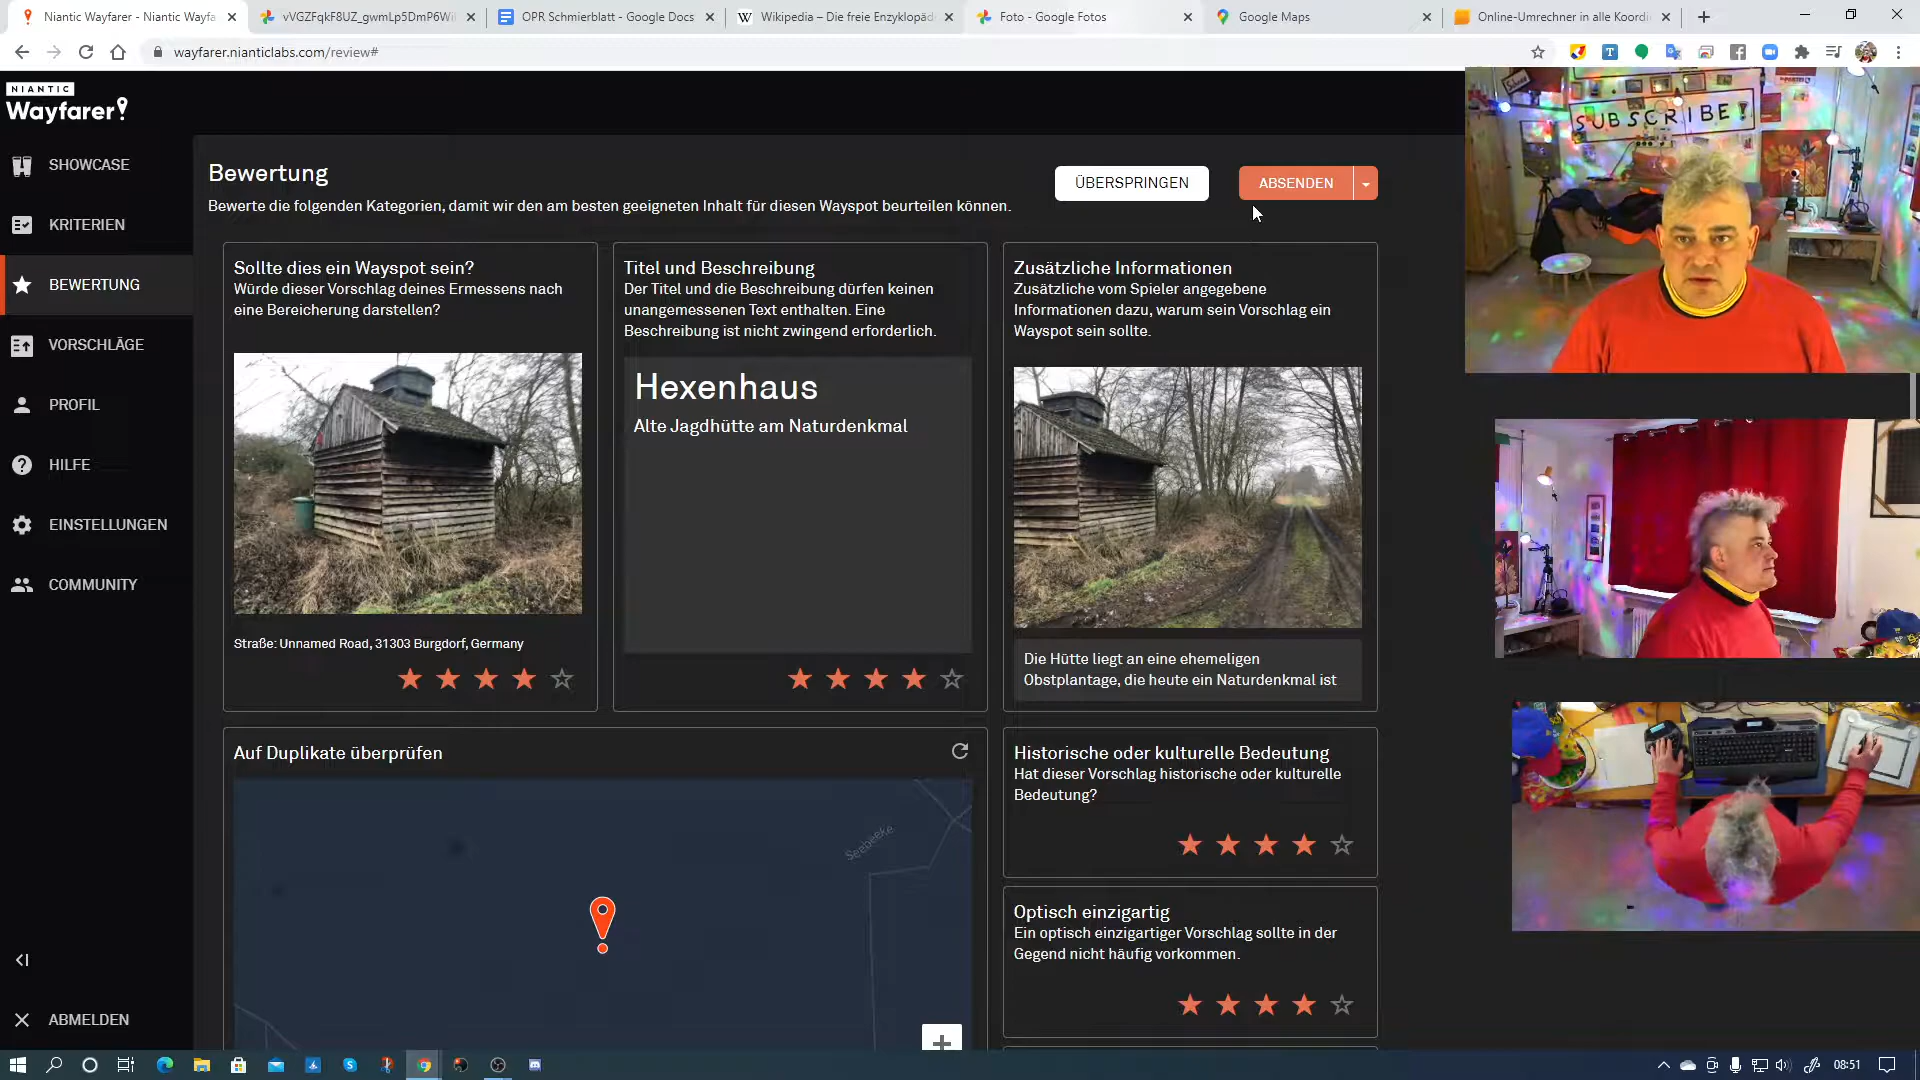 Niantic Wayfarer - Niantic Wayfa
vVGZFqkF8UZ_gwmLp5DmP6Wi
OPR Schmierblatt - Google Docs
Wikipedia – Die freie Enzyklopäd
Foto - Google Fotos
Google Maps
Online-Umrechner in alle Koordi
wayfarer.nianticlabs.com/review#
NIANTIC
Wayfarer
SHOWCASE
KRITERIEN
BEWERTUNG
VORSCHLÄGE
PROFIL
HILFE
EINSTELLUNGEN
COMMUNITY
ABMELDEN
Bewertung
Bewerte die folgenden Kategorien, damit wir den am besten geeigneten Inhalt für diesen Wayspot beurteilen können.
ÜBERSPRINGEN
ABSENDEN
Sollte dies ein Wayspot sein?
Würde dieser Vorschlag deines Ermessens nach
eine Bereicherung darstellen?
Straße: Unnamed Road, 31303 Burgdorf, Germany
Titel und Beschreibung
Der Titel und die Beschreibung dürfen keinen
unangemessenen Text enthalten. Eine
Beschreibung ist nicht zwingend erforderlich.
Hexenhaus
Alte Jagdhütte am Naturdenkmal
Zusätzliche Informationen
Zusätzliche vom Spieler angegebene
Informationen dazu, warum sein Vorschlag ein
Wayspot sein sollte.
Die Hütte liegt an eine ehemeligen
Obstplantage, die heute ein Naturdenkmal ist
Auf Duplikate überprüfen
Seebeeke
Historische oder kulturelle Bedeutung
Hat dieser Vorschlag historische oder kulturelle
Bedeutung?
Optisch einzigartig
Ein optisch einzigartiger Vorschlag sollte in der
Gegend nicht häufig vorkommen.
SUBSCRIBE!
08:51